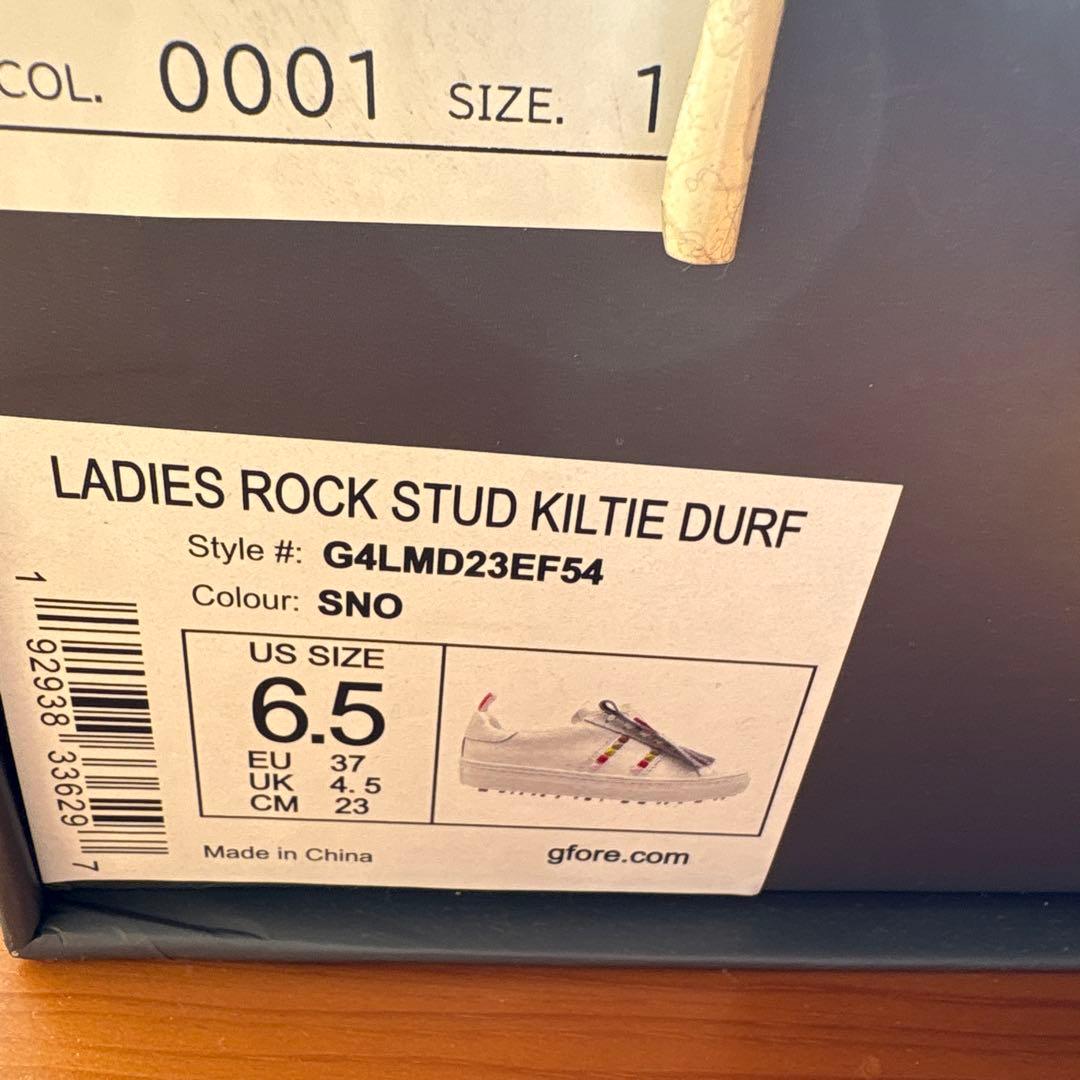 COL. 0001 SIZE. 1
LADIES ROCK STUD KILTIE DURF
Style #: G4LMD23EF54
Colour: SNO
US SIZE
6.5
EU 37
UK 4.5
CM 23
Made in China
gfore.com
1 92938 33629 7